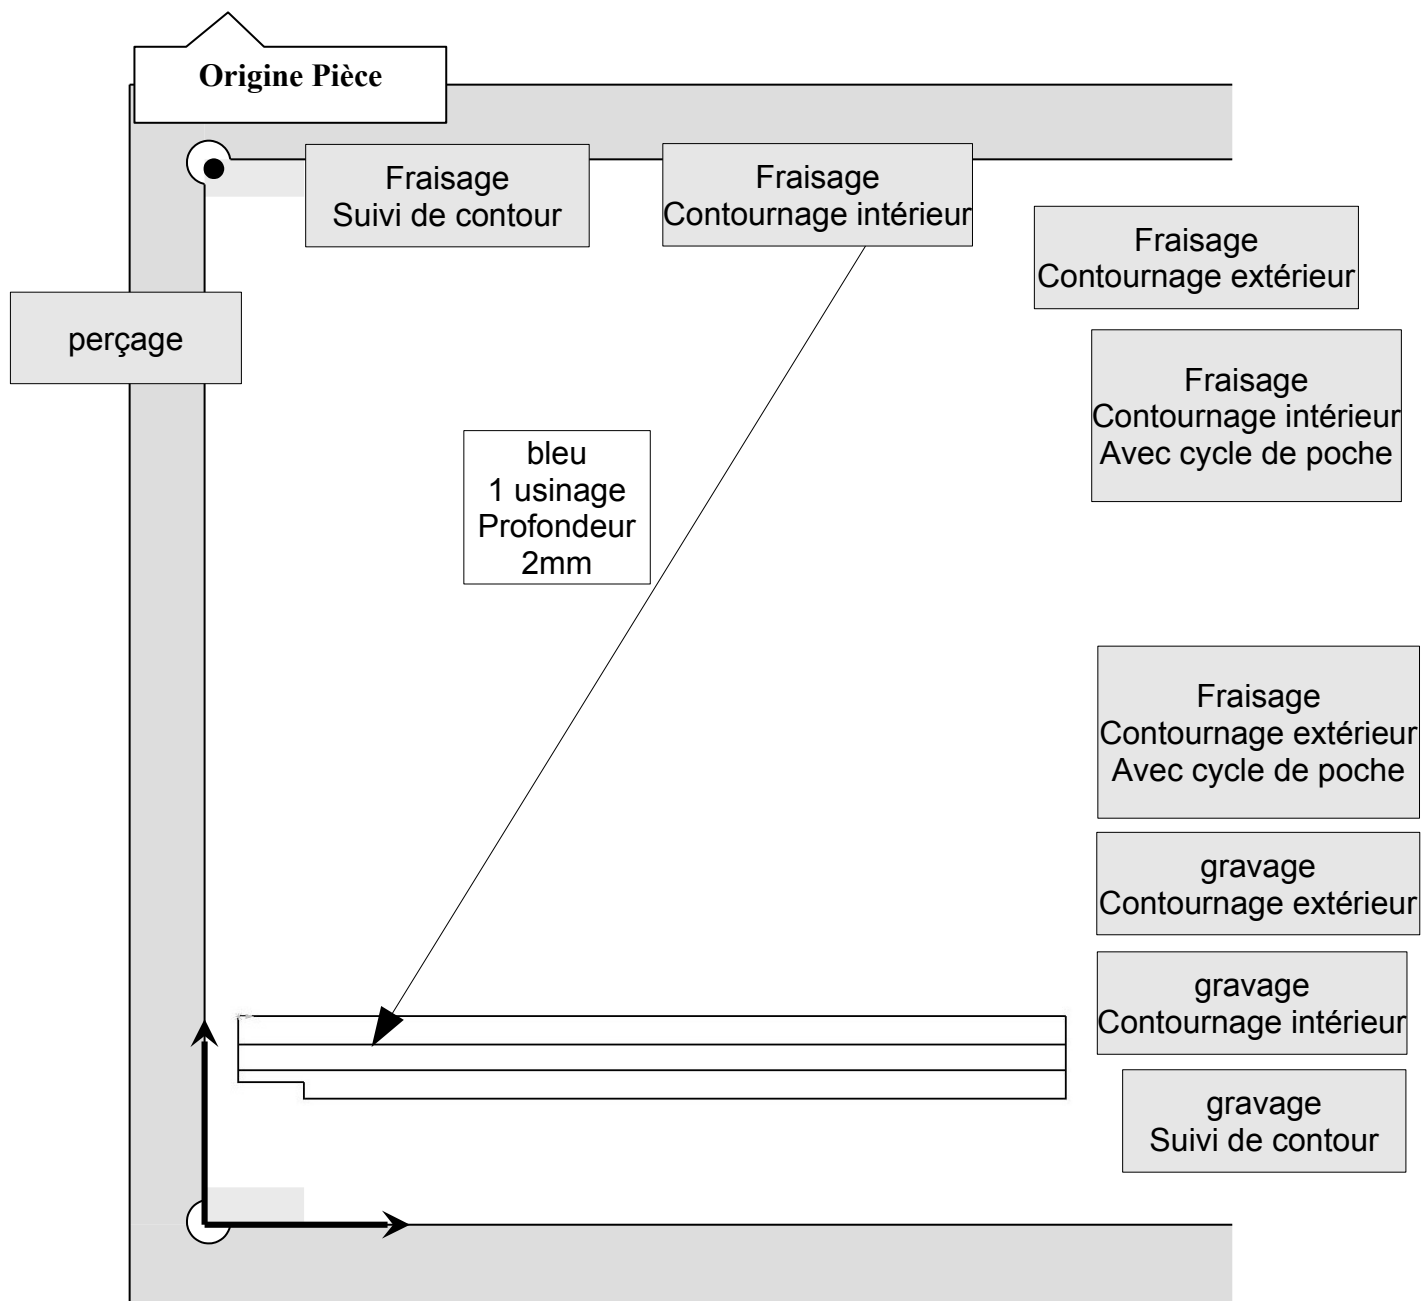 Origine Pièce
Fraisage
Suivi de contour
Fraisage
Contournage intérieur
Fraisage
Contournage extérieur
perçage
Fraisage
Contournage intérieur
Avec cycle de poche
bleu
1 usinage
Profondeur
2mm
Fraisage
Contournage extérieur
Avec cycle de poche
gravage
Contournage extérieur
gravage
Contournage intérieur
gravage
Suivi de contour